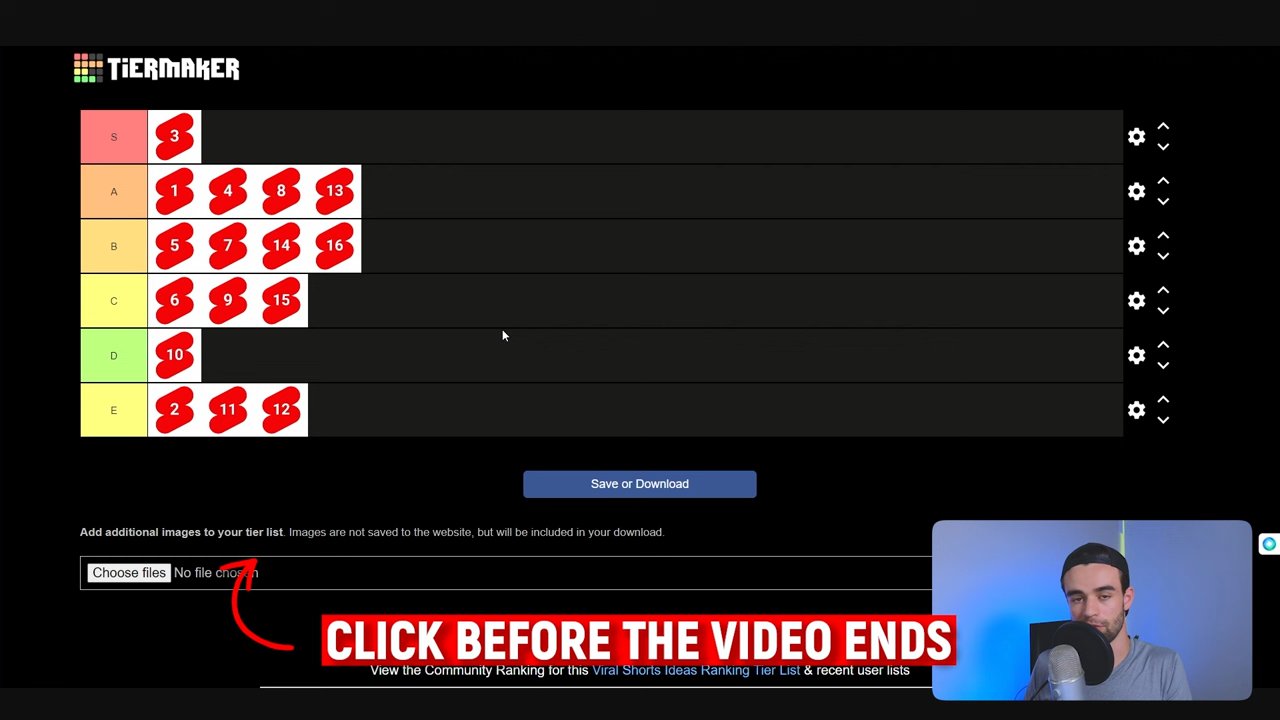 TIERMAKER
S 3
A 1 4 8 13
B 5 7 14 16
C 6 9 15
D 10
E 2 11 12
Save or Download
Add additional images to your tier list. Images are not saved to the website, but will be included in your download.
Choose files No file chosen
CLICK BEFORE THE VIDEO ENDS
View the Community Ranking for this Viral Shorts Ideas Ranking Tier List & recent user lists